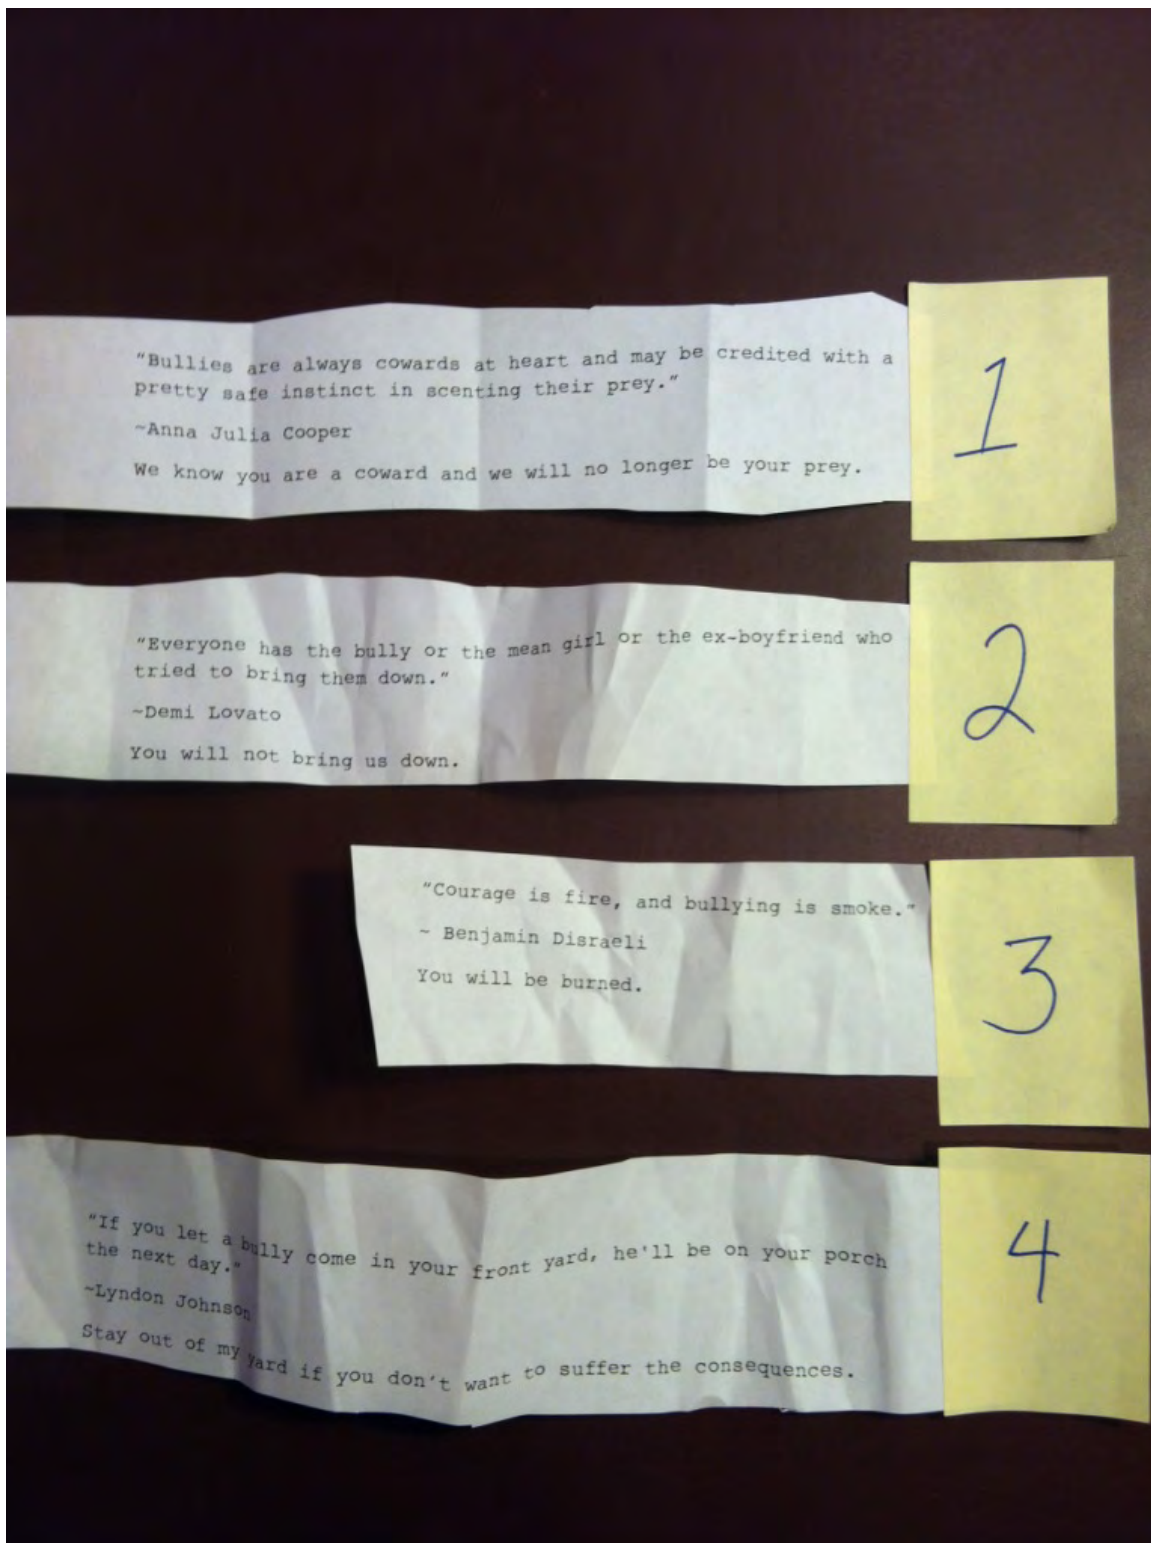 "Bullies are always cowards at heart and may be credited with a
pretty safe instinct in scenting their prey."
~Anna Julia Cooper
We know you are a coward and we will no longer be your prey.
1
"Everyone has the bully or the mean girl or the ex-boyfriend who
tried to bring them down."
~Demi Lovato
You will not bring us down.
2
"Courage is fire, and bullying is smoke."
~ Benjamin Disraeli
You will be burned.
3
"If you let a bully come in your front yard, he'll be on your porch
the next day."
~Lyndon Johnson
Stay out of my yard if you don't want to suffer the consequences.
4